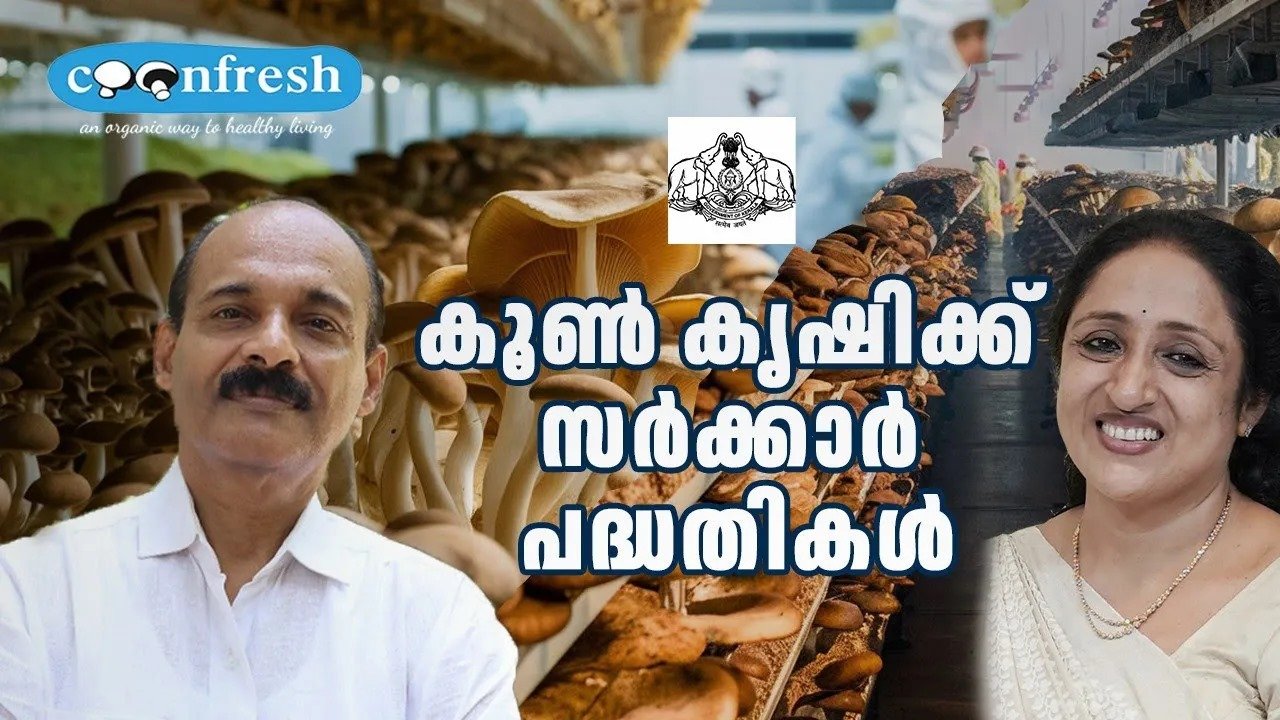 coonfresh
an organic way to healthy living
കൂൺ കൃഷിക്ക്
സർക്കാർ
പദ്ധതികൾ